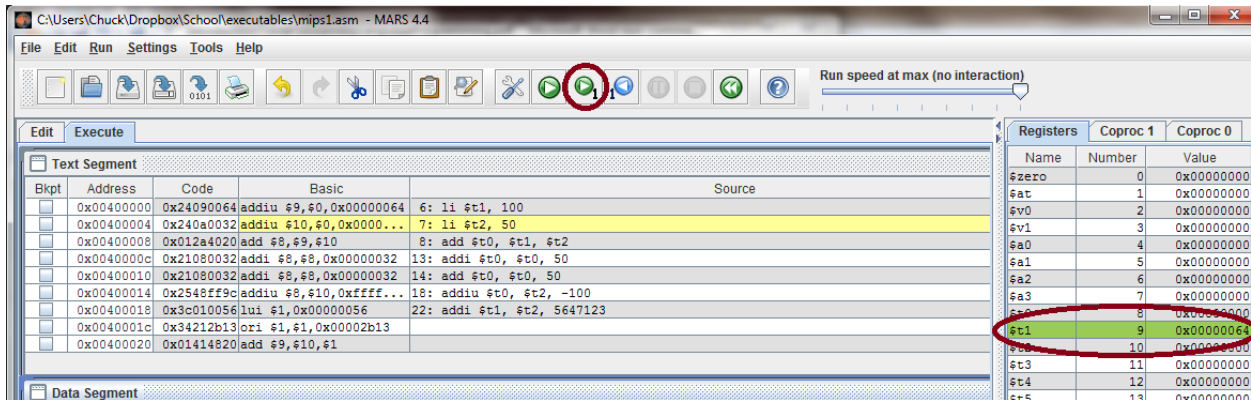 C:\Users\Chuck\Dropbox\School\executables\mips1.asm - MARS 4.4
File Edit Run Settings Tools Help
0101
1
1
Run speed at max (no interaction)
Edit Execute
Registers Coproc 1 Coproc 0
Text Segment
Name Number Value
Bkpt Address Code Basic Source
$zero 0 0x00000000
0x00400000 0x24090064 addiu $9,$0,0x00000064 6: li $t1, 100
$at 1 0x00000000
0x00400004 0x240a0032 addiu $10,$0,0x0000... 7: li $t2, 50
$v0 2 0x00000000
0x00400008 0x012a4020 add $8,$9,$10 8: add $t0, $t1, $t2
$v1 3 0x00000000
0x0040000c 0x21080032 addi $8,$8,0x00000032 13: addi $t0, $t0, 50
$a0 4 0x00000000
0x00400010 0x21080032 addi $8,$8,0x00000032 14: add $t0, $t0, 50
$a1 5 0x00000000
0x00400014 0x2548ff9c addiu $8,$10,0xffff... 18: addiu $t0, $t2, -100
$a2 6 0x00000000
0x00400018 0x3c010056 lui $1,0x00000056 22: addi $t1, $t2, 5647123
$a3 7 0x00000000
0x0040001c 0x34212b13 ori $1,$1,0x00002b13
$t0 8 0x00000000
0x00400020 0x01414820 add $9,$10,$1
$t1 9 0x00000064
$t2 10 0x00000000
$t3 11 0x00000000
$t4 12 0x00000000
Data Segment
$t5 13 0x00000000